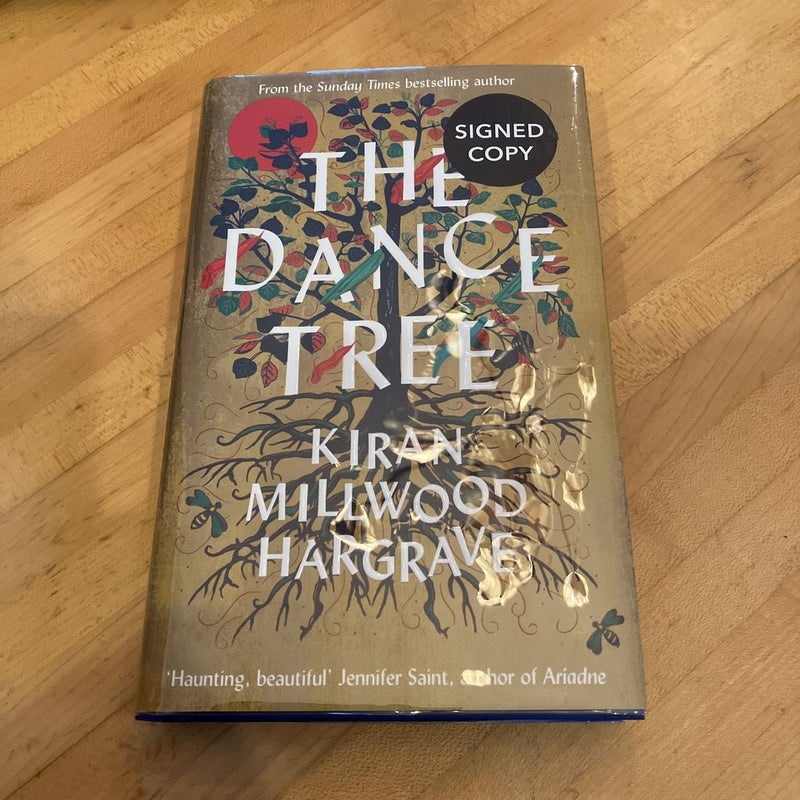 From the Sunday Times bestselling author
SIGNED
COPY
THE
DANCE
TREE
KIRAN
MILLWOOD
HARGRAVE
'Haunting, beautiful' Jennifer Saint, author of Ariadne